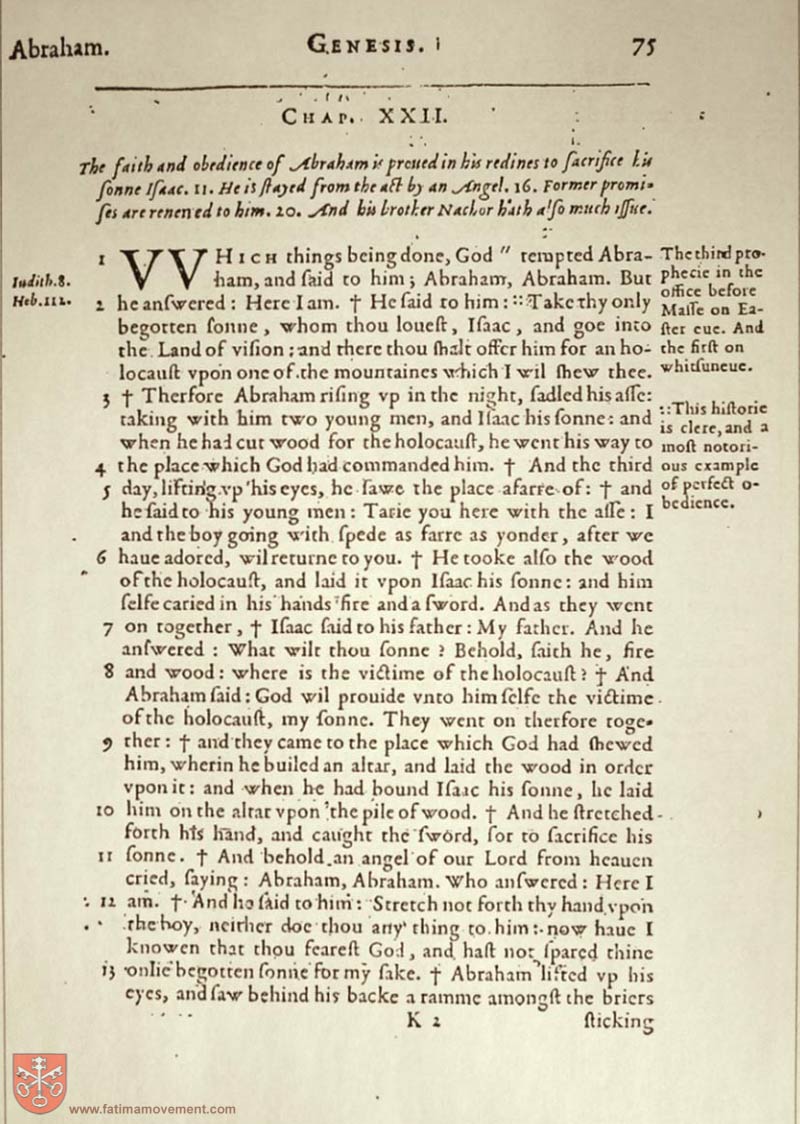 Abraham. GENESIS. 75
CHAP. XXII.
The faith and obedience of Abraham is proued in his redines to ſacrifice his
ſonne Iſaac. 11. He is ſtayed from the act by an Angel. 16. Former promi-
ſes are renewed to him. 20. And his brother Nachor hath alſo much iſſue.
1 VVHICH things being done, God " tempted Abra-
ham, and ſaid to him; Abraham, Abraham. But
2 he anſwered: Here I am. † He ſaid to him: :: Take thy only
begotten ſonne, whom thou loueſt, Iſaac, and goe into
the Land of viſion: and there thou ſhalt offer him for an ho-
locauſt vpon one of the mountaines which I wil ſhew thee.
3 † Therfore Abraham riſing vp in the night, ſadled his aſſe:
taking with him two young men, and Iſaac his ſonne: and
when he had cut wood for the holocauſt, he went his way to
4 the place which God had commanded him. † And the third
5 day, lifting vp his eyes, he ſawe the place afarre of: † and
he ſaid to his young men: Tarie you here with the aſſe: I
and the boy going with ſpede as farre as yonder, after we
6 haue adored, wil returne to you. † He tooke alſo the wood
of the holocauſt, and laid it vpon Iſaac his ſonne: and him
ſelfe caried in his hands fire and a ſword. And as they went
7 on together, † Iſaac ſaid to his father: My father. And he
anſwered: What wilt thou ſonne? Behold, ſaith he, fire
8 and wood: where is the victime of the holocauſt? † And
Abraham ſaid: God wil prouide vnto him ſelfe the victime
of the holocauſt, my ſonne. They went on therfore toge-
9 ther: † and they came to the place which God had ſhewed
him, wherin he builed an altar, and laid the wood in order
vpon it: and when he had bound Iſaac his ſonne, he laid
10 him on the altar vpon the pile of wood. † And he ſtretched
forth his hand, and caught the ſword, for to ſacrifice his
11 ſonne. † And behold an angel of our Lord from heauen
cried, ſaying: Abraham, Abraham. Who anſwered: Here I
12 am. † And he ſaid to him: Stretch not forth thy hand vpon
the boy, neither doe thou any thing to him: now haue I
knowen that thou feareſt God, and haſt not ſpared thine
13 onlie begotten ſonne for my ſake. † Abraham lifted vp his
eyes, and ſaw behind his backe a ramme amongſt the briers
K 2 ſticking
Iudith. 8.
Heb. 111.
The third pro-
phecie in the
office before
Maſſe on Ea-
ſter eue. And
the firſt on
whitſuneue.
:: This hiſtorie
is clere, and a
moſt notori-
ous example
of perfect o-
bedience.
www.fatimamovement.com